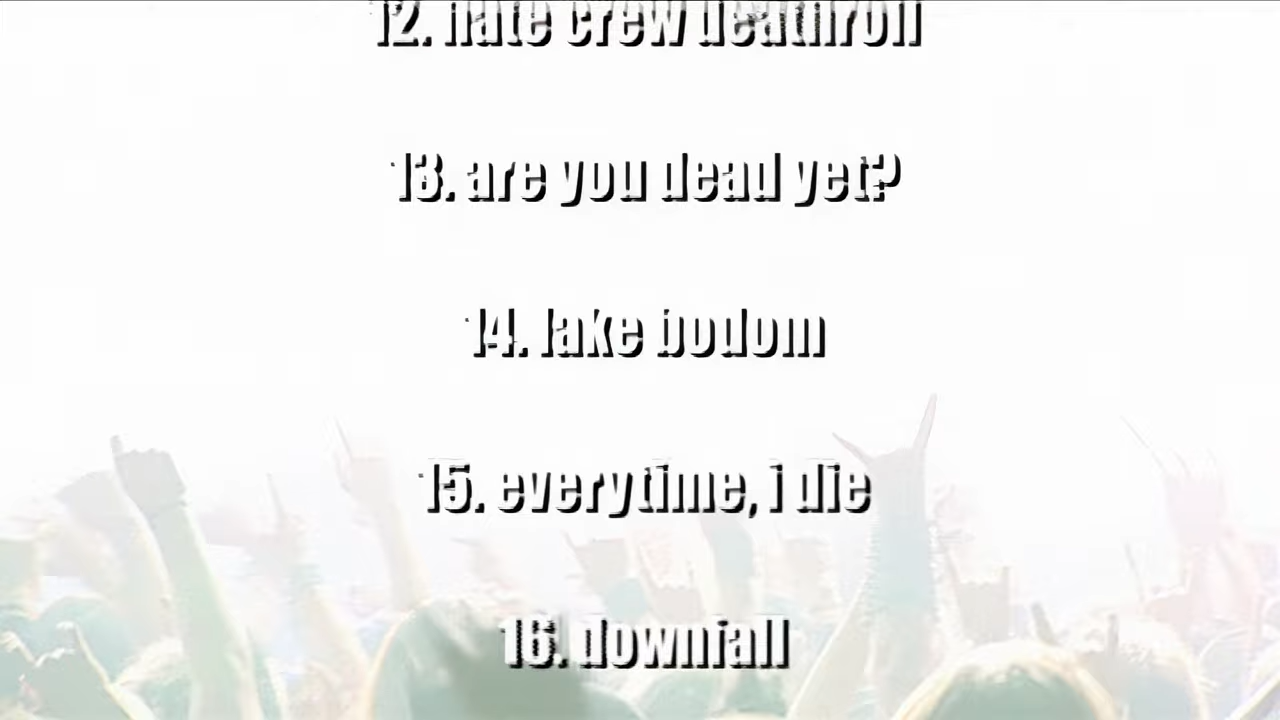 12. hate crew deathroll
13. are you dead yet?
14. lake bodom
15. everytime, i die
16. downfall